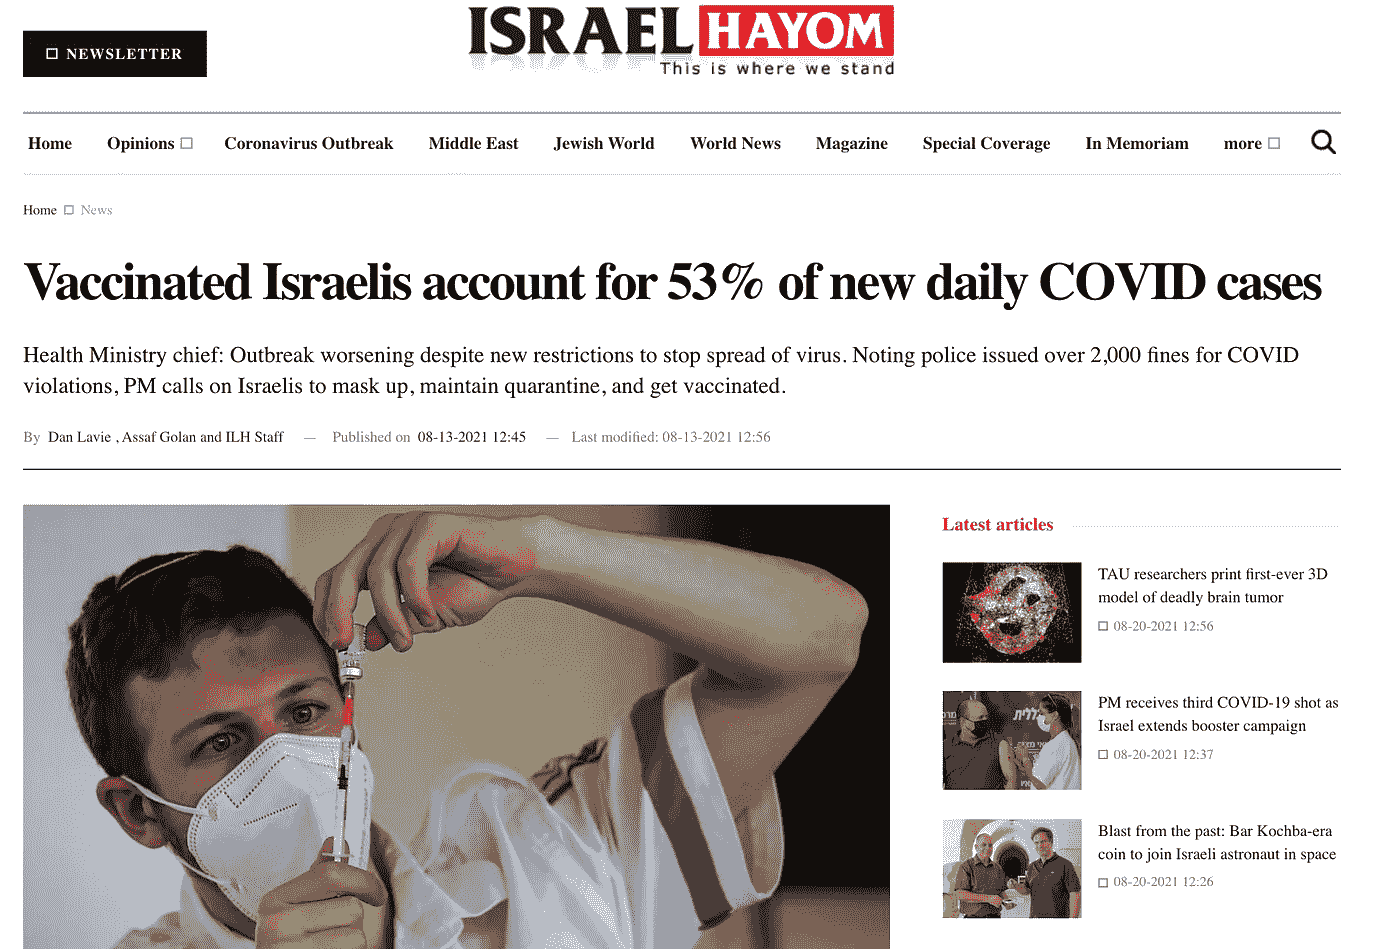 NEWSLETTER
ISRAEL HAYOM
This is where we stand
Home Opinions Coronavirus Outbreak Middle East Jewish World World News Magazine Special Coverage In Memoriam more
Home News
Vaccinated Israelis account for 53% of new daily COVID cases
Health Ministry chief: Outbreak worsening despite new restrictions to stop spread of virus. Noting police issued over 2,000 fines for COVID
violations, PM calls on Israelis to mask up, maintain quarantine, and get vaccinated.
By Dan Lavie , Assaf Golan and ILH Staff — Published on 08-13-2021 12:45 — Last modified: 08-13-2021 12:56
Latest articles
TAU researchers print first-ever 3D
model of deadly brain tumor
08-20-2021 12:56
PM receives third COVID-19 shot as
Israel extends booster campaign
08-20-2021 12:37
Blast from the past: Bar Kochba-era
coin to join Israeli astronaut in space
08-20-2021 12:26